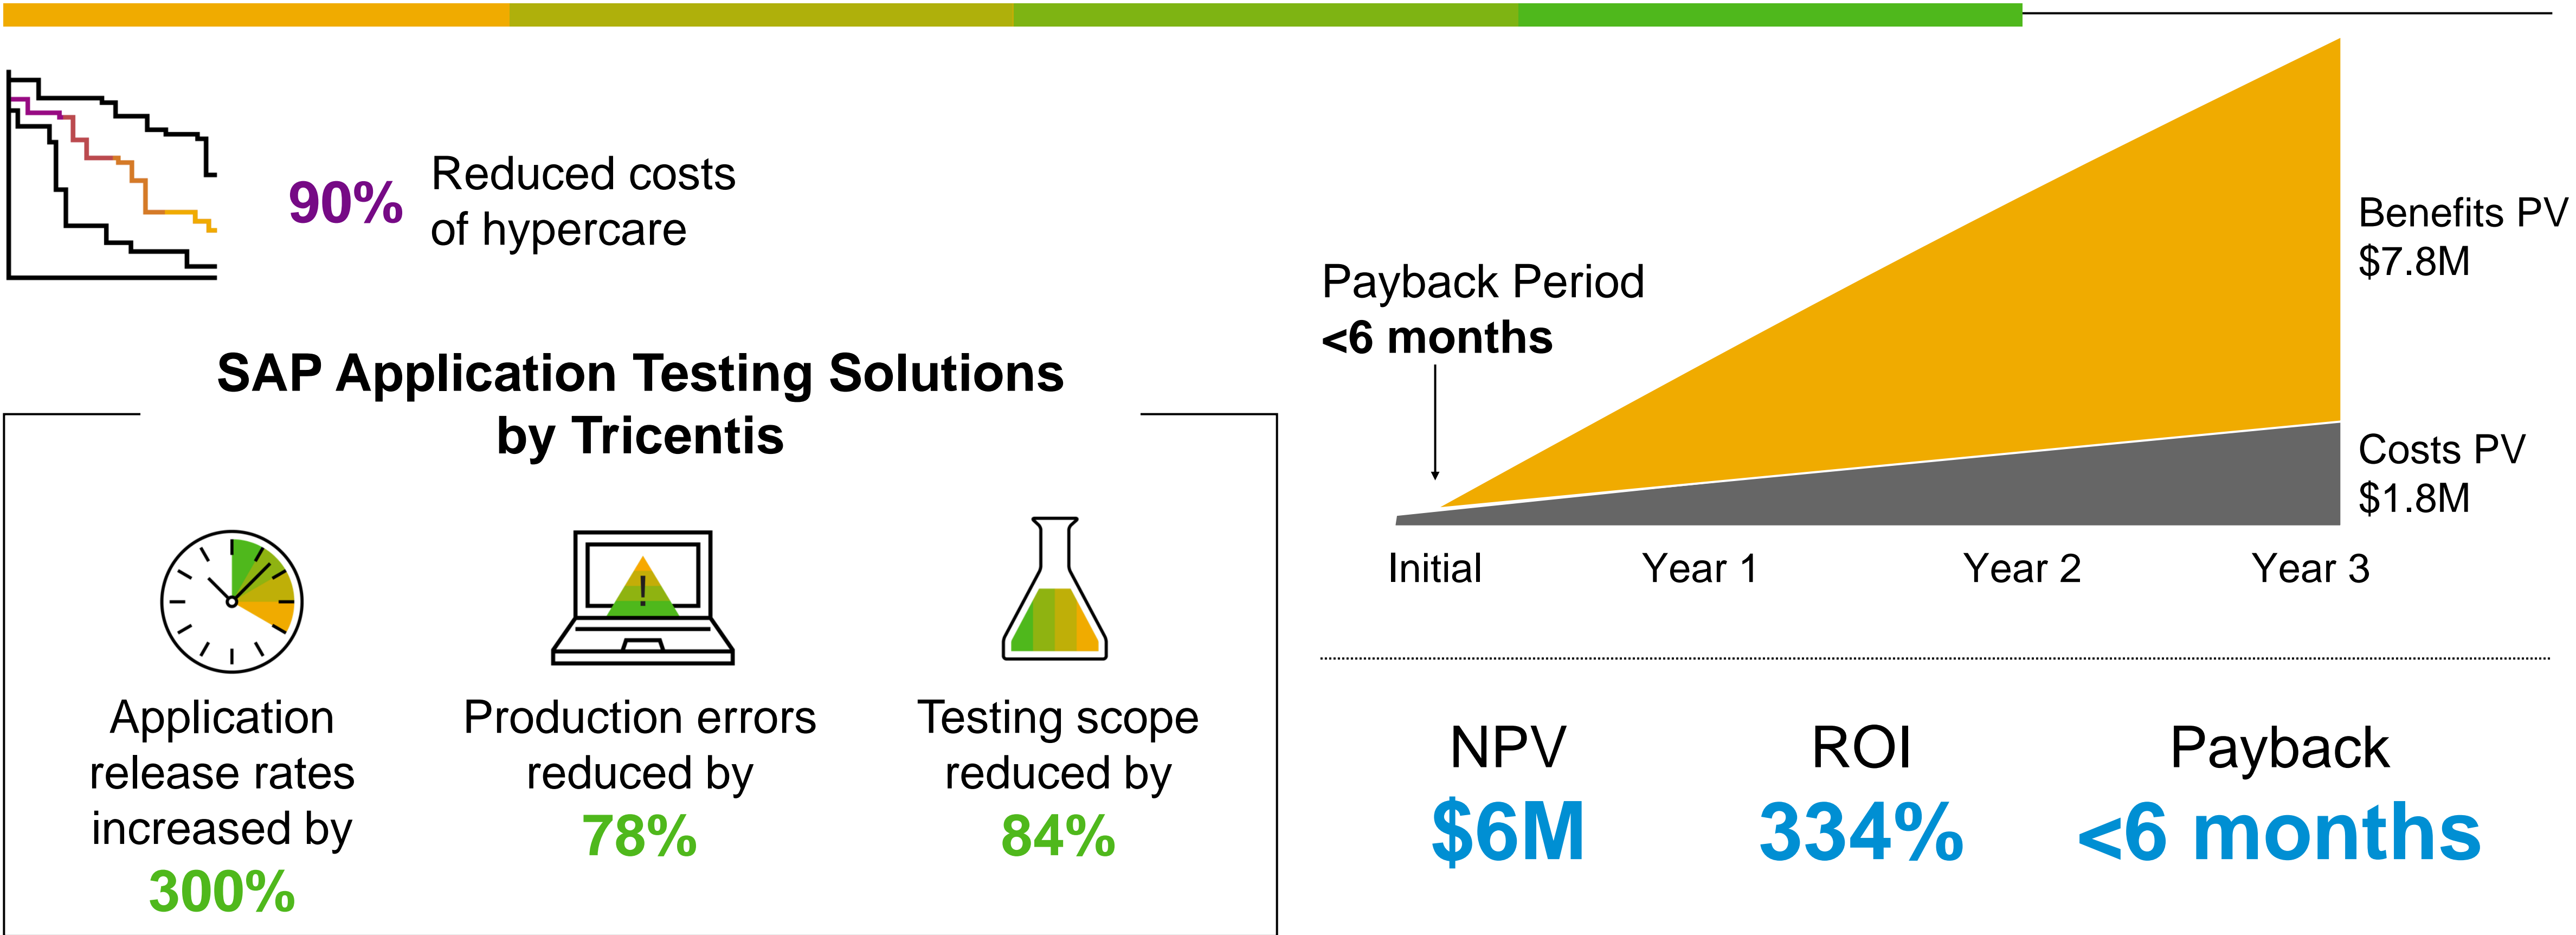 90%
Reduced costs
of hypercare
SAP Application Testing Solutions
by Tricentis
Application
release rates
increased by
300%
Production errors
reduced by
78%
Testing scope
reduced by
84%
Payback Period
<6 months
Benefits PV
$7.8M
Costs PV
$1.8M
Initial
Year 1
Year 2
Year 3
NPV
$6M
ROI
334%
Payback
<6 months